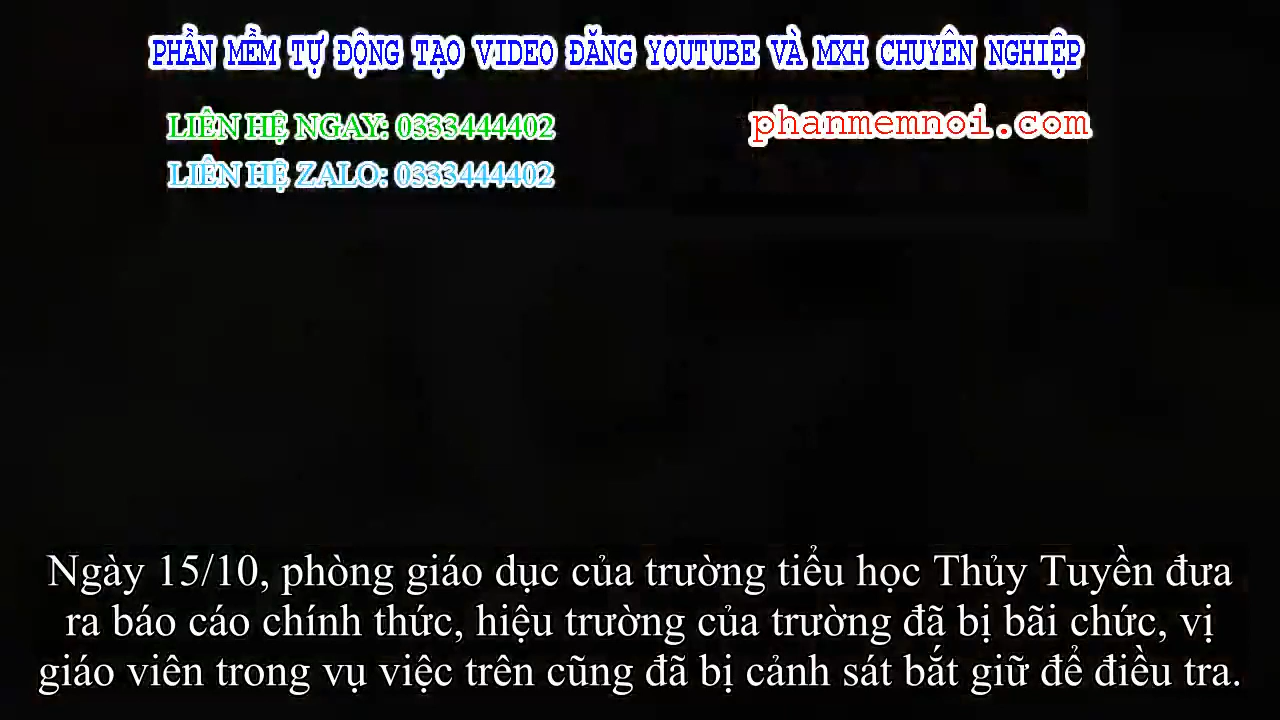 PHẦN MỀM TỰ ĐỘNG TẠO VIDEO ĐĂNG YOUTUBE VÀ MXH CHUYÊN NGHIỆP
LIÊN HỆ NGAY: 0333444402
phanmemnoi.com
LIÊN HỆ ZALO: 0333444402
Ngày 15/10, phòng giáo dục của trường tiểu học Thủy Tuyền đưa
ra báo cáo chính thức, hiệu trường của trường đã bị bãi chức, vị
giáo viên trong vụ việc trên cũng đã bị cảnh sát bắt giữ để điều tra.